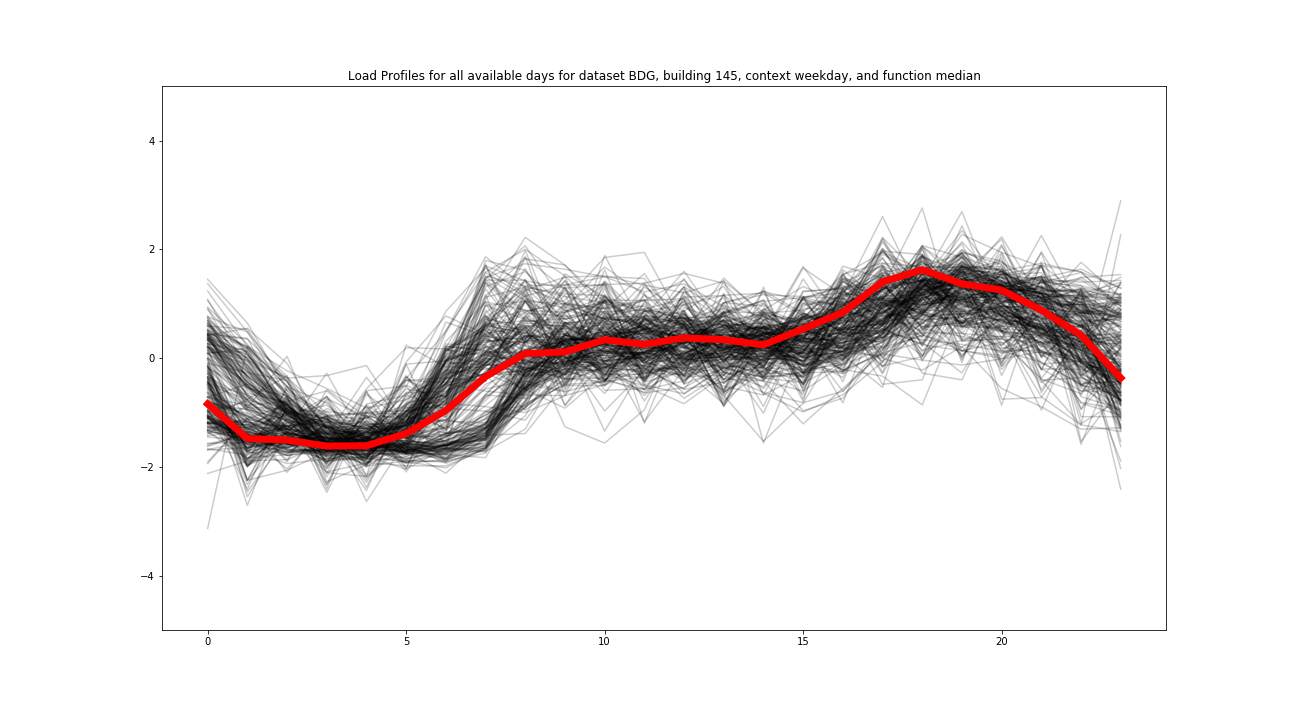 Load Profiles for all available days for dataset BDG, building 145, context weekday, and function median
4
2
0
−2
−4
0 5 10 15 20